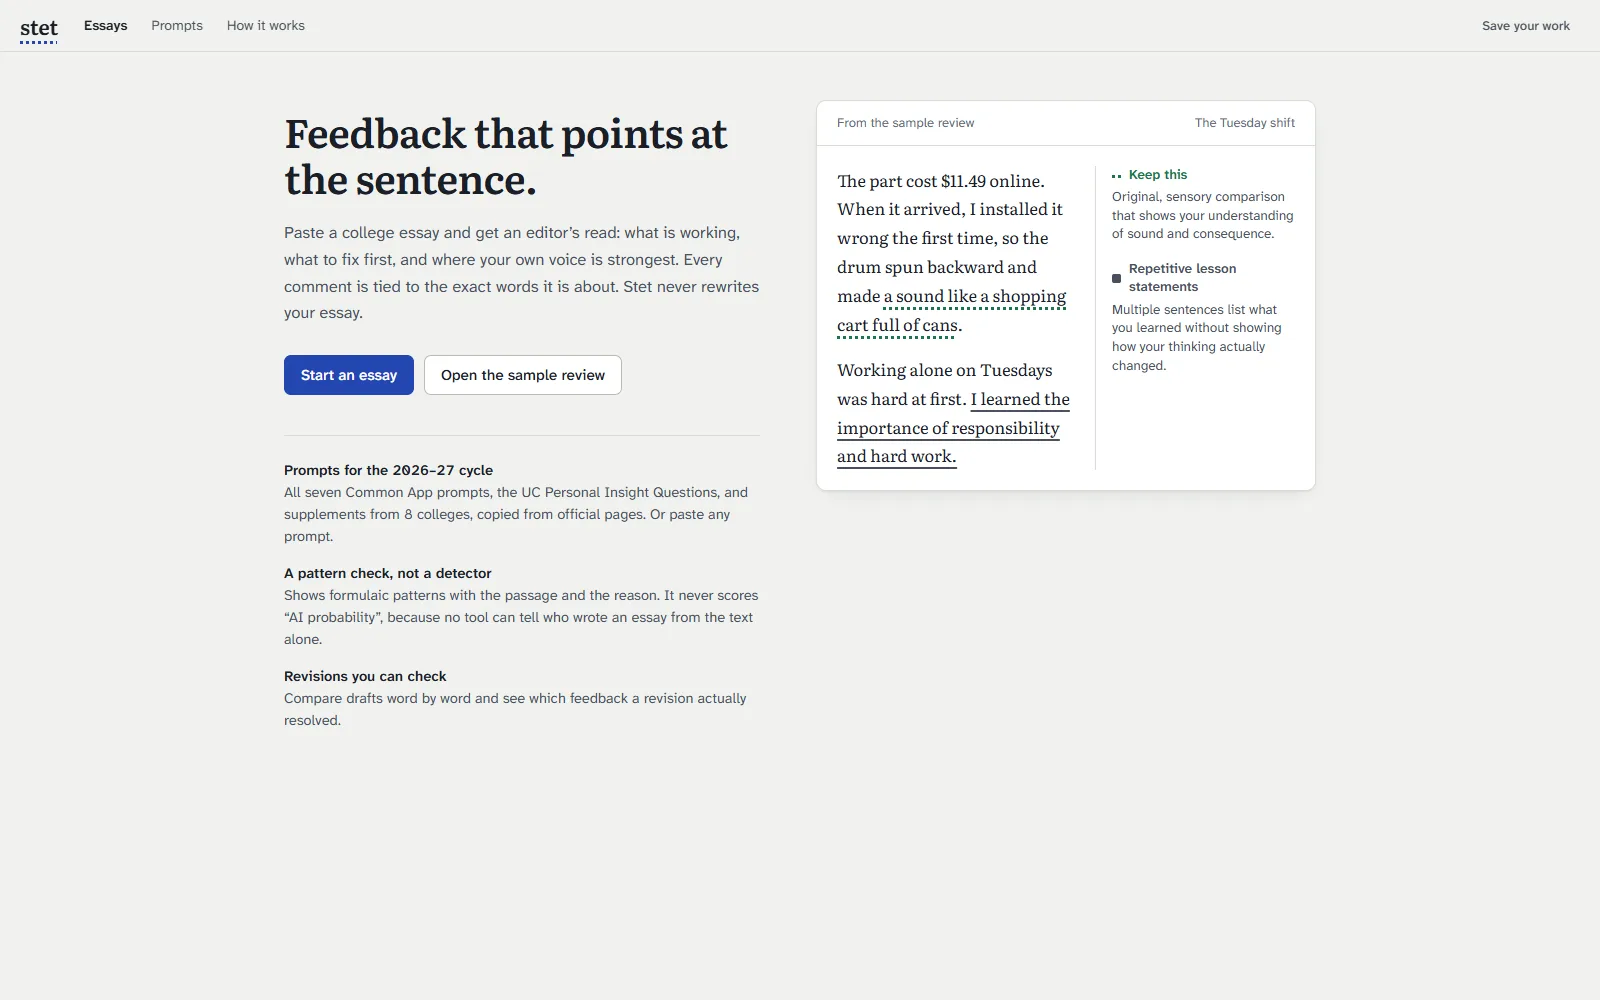 stet
Essays
Prompts
How it works
Save your work
Feedback that points at
the sentence.
Paste a college essay and get an editor’s read: what is working,
what to fix first, and where your own voice is strongest. Every
comment is tied to the exact words it is about. Stet never rewrites
your essay.
Start an essay
Open the sample review
Prompts for the 2026–27 cycle
All seven Common App prompts, the UC Personal Insight Questions, and
supplements from 8 colleges, copied from official pages. Or paste any
prompt.
A pattern check, not a detector
Shows formulaic patterns with the passage and the reason. It never scores
“AI probability”, because no tool can tell who wrote an essay from the text
alone.
Revisions you can check
Compare drafts word by word and see which feedback a revision actually
resolved.
From the sample review
The Tuesday shift
The part cost $11.49 online.
When it arrived, I installed it
wrong the first time, so the
drum spun backward and
made a sound like a shopping
cart full of cans.
Working alone on Tuesdays
was hard at first. I learned the
importance of responsibility
and hard work.
Keep this
Original, sensory comparison
that shows your understanding
of sound and consequence.
Repetitive lesson
statements
Multiple sentences list what
you learned without showing
how your thinking actually
changed.